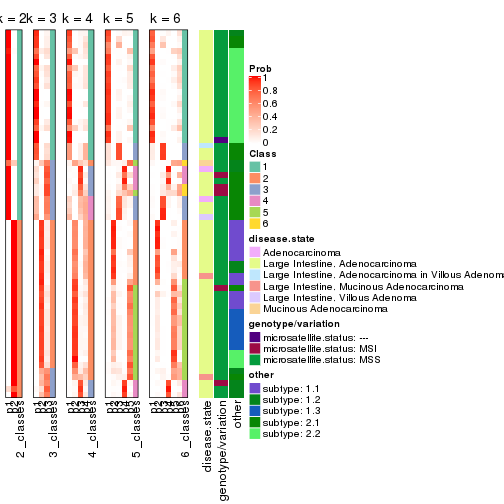 k = 2
k = 3
k = 4
k = 5
k = 6
Prob
1
0.8
0.6
0.4
0.2
0
Class
1
2
3
4
5
6
disease.state
Adenocarcinoma
Large Intestine. Adenocarcinoma
Large Intestine. Adenocarcinoma in Villous Adenom
Large Intestine. Mucinous Adenocarcinoma
Large Intestine. Villous Adenoma
Mucinous Adenocarcinoma
genotype/variation
microsatellite.status: ---
microsatellite.status: MSI
microsatellite.status: MSS
other
subtype: 1.1
subtype: 1.2
subtype: 1.3
subtype: 2.1
subtype: 2.2
2_classes
3_classes
4_classes
5_classes
6_classes
disease.state
genotype/variation
other